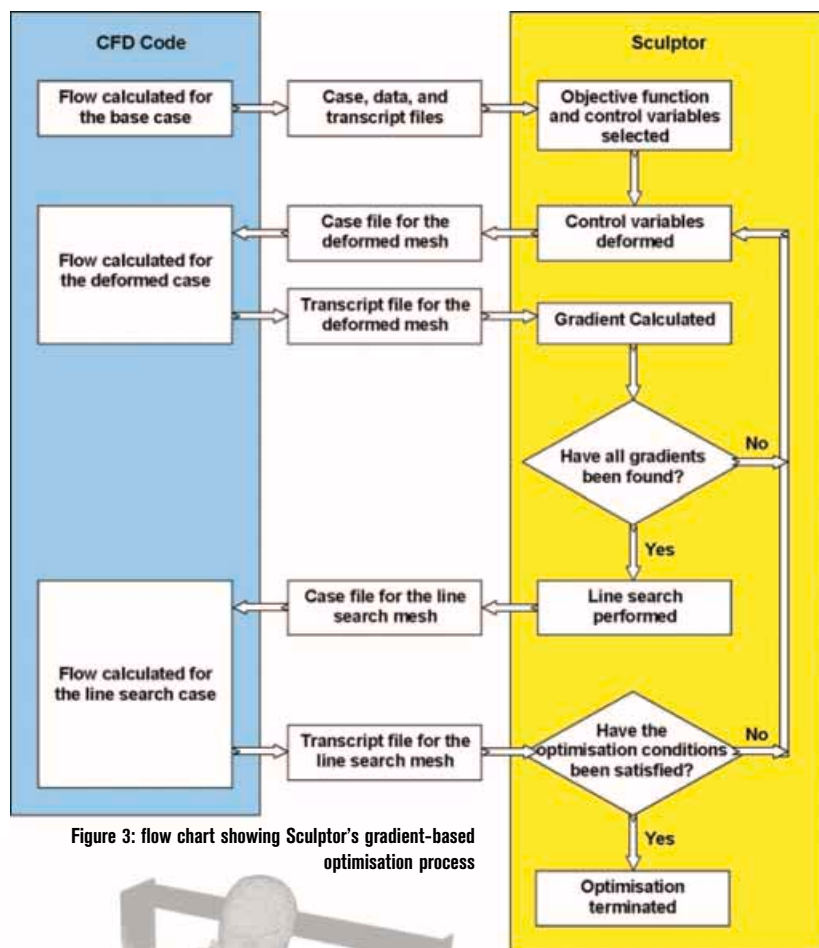 CFD Code
Sculptor
Flow calculated for
the base case
Case, data, and
transcript files
Objective function
and control variables
selected
Flow calculated for
the deformed case
Case file for the
deformed mesh
Control variables
deformed
Transcript file for the
deformed mesh
Gradient Calculated
Have all gradients
been found?
No
Yes
Case file for the line
search mesh
Line search
performed
Flow calculated for
the line search case
Transcript file for the
line search mesh
Have the
optimisation conditions
been satisfied?
No
Yes
Optimisation
terminated
Figure 3: flow chart showing Sculptor's gradient-based
optimisation process